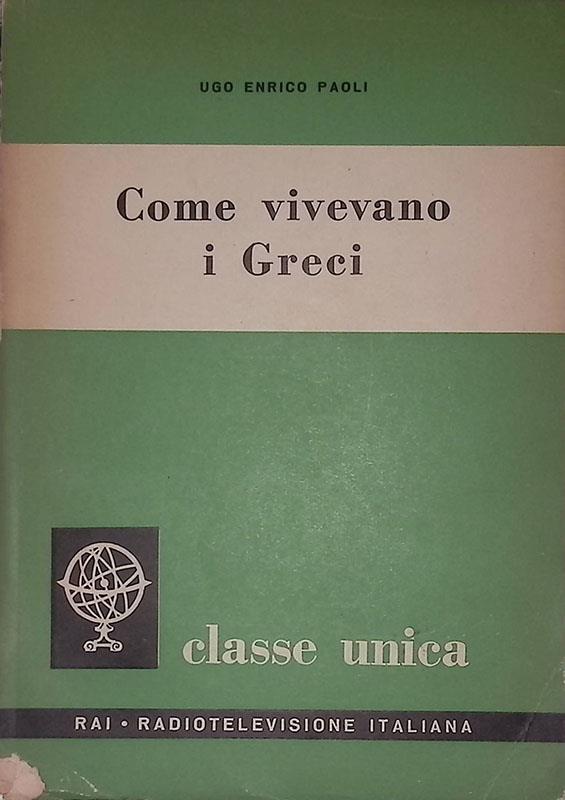 UGO ENRICO PAOLI
Come vivevano
i Greci
classe unica
RAI • RADIOTELEVISIONE ITALIANA